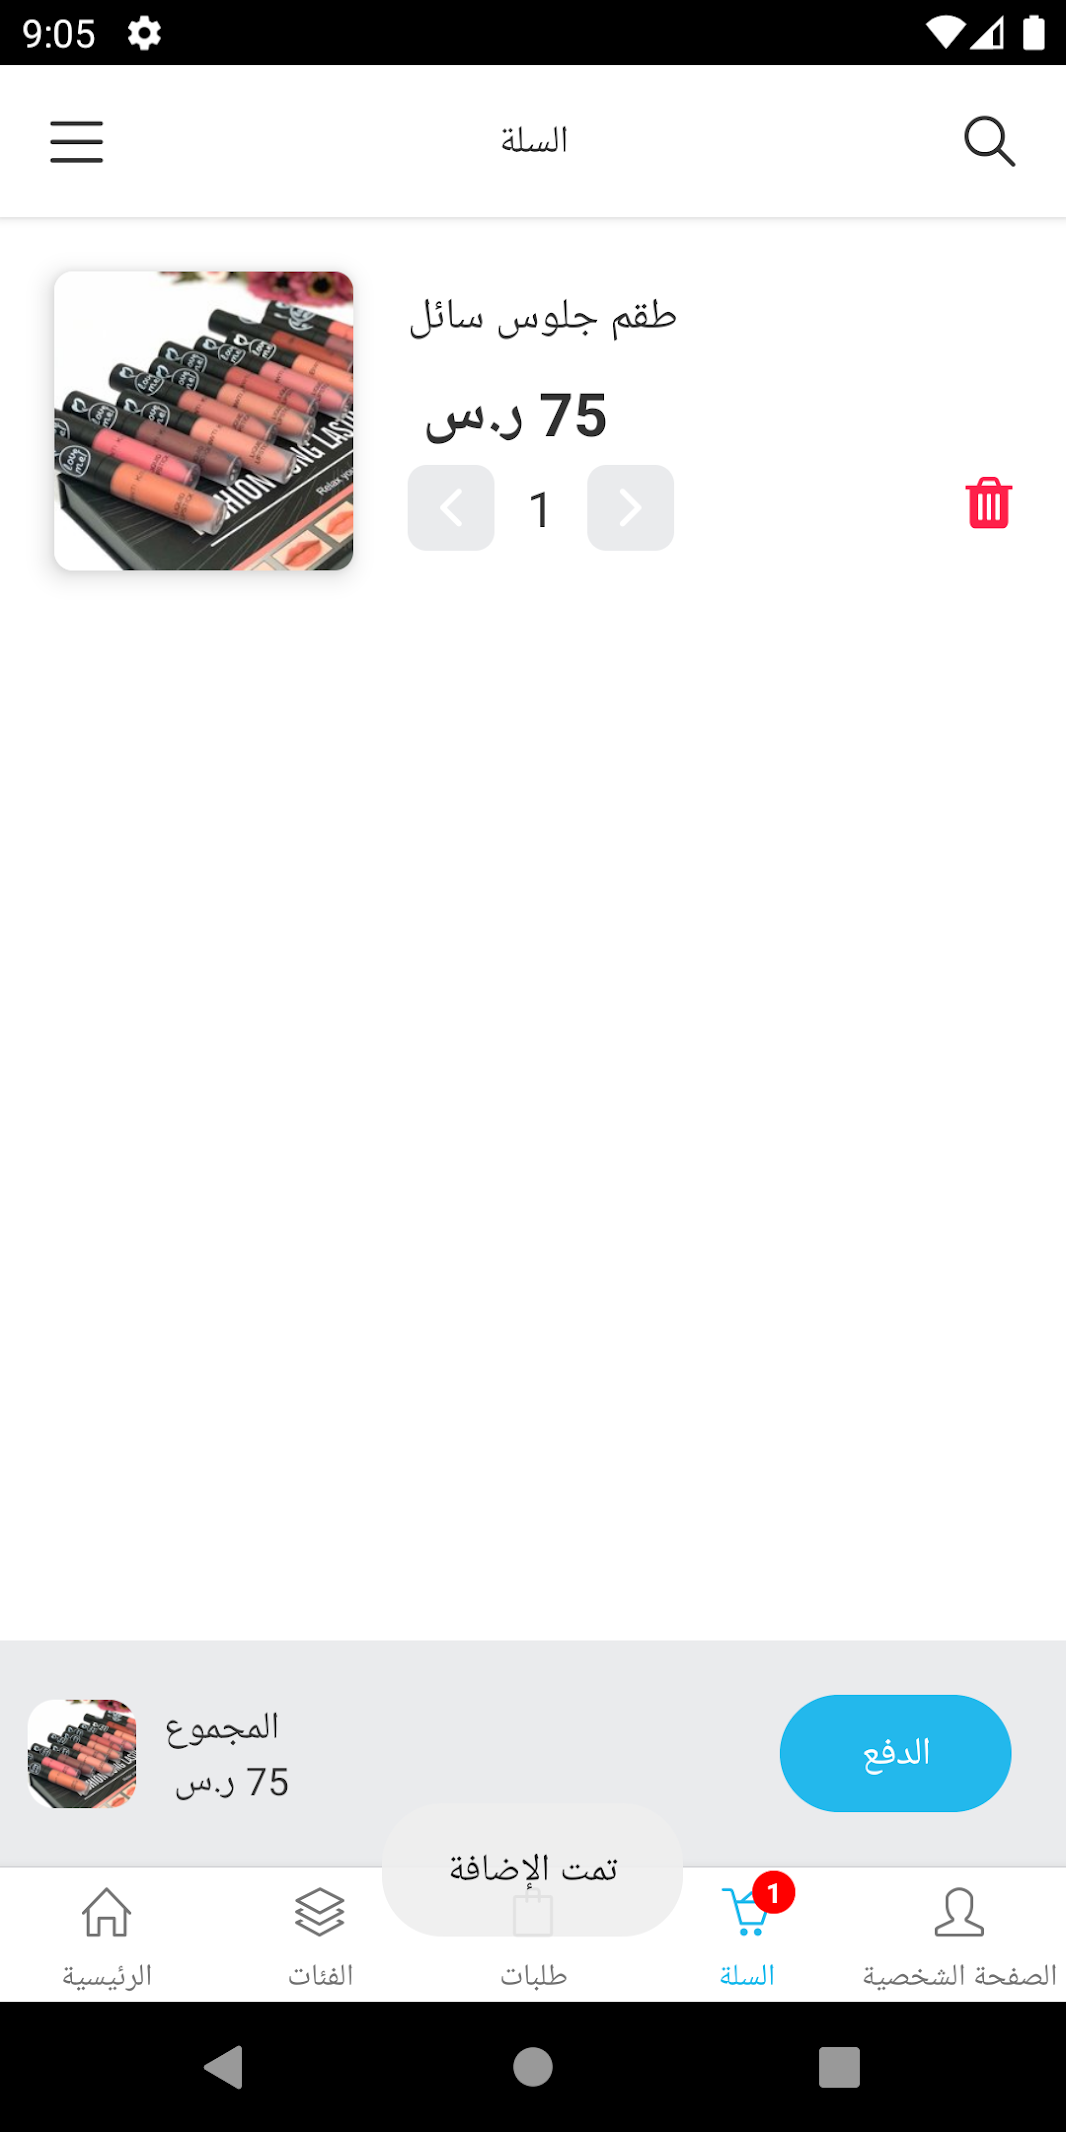 9:05
السلة
طقم جلوس سائل
75 ر.س
1
المجموع
75 ر.س
الدفع
تمت الإضافة
1
الرئيسية
الفئات
طلبات
السلة
الصفحة الشخصية